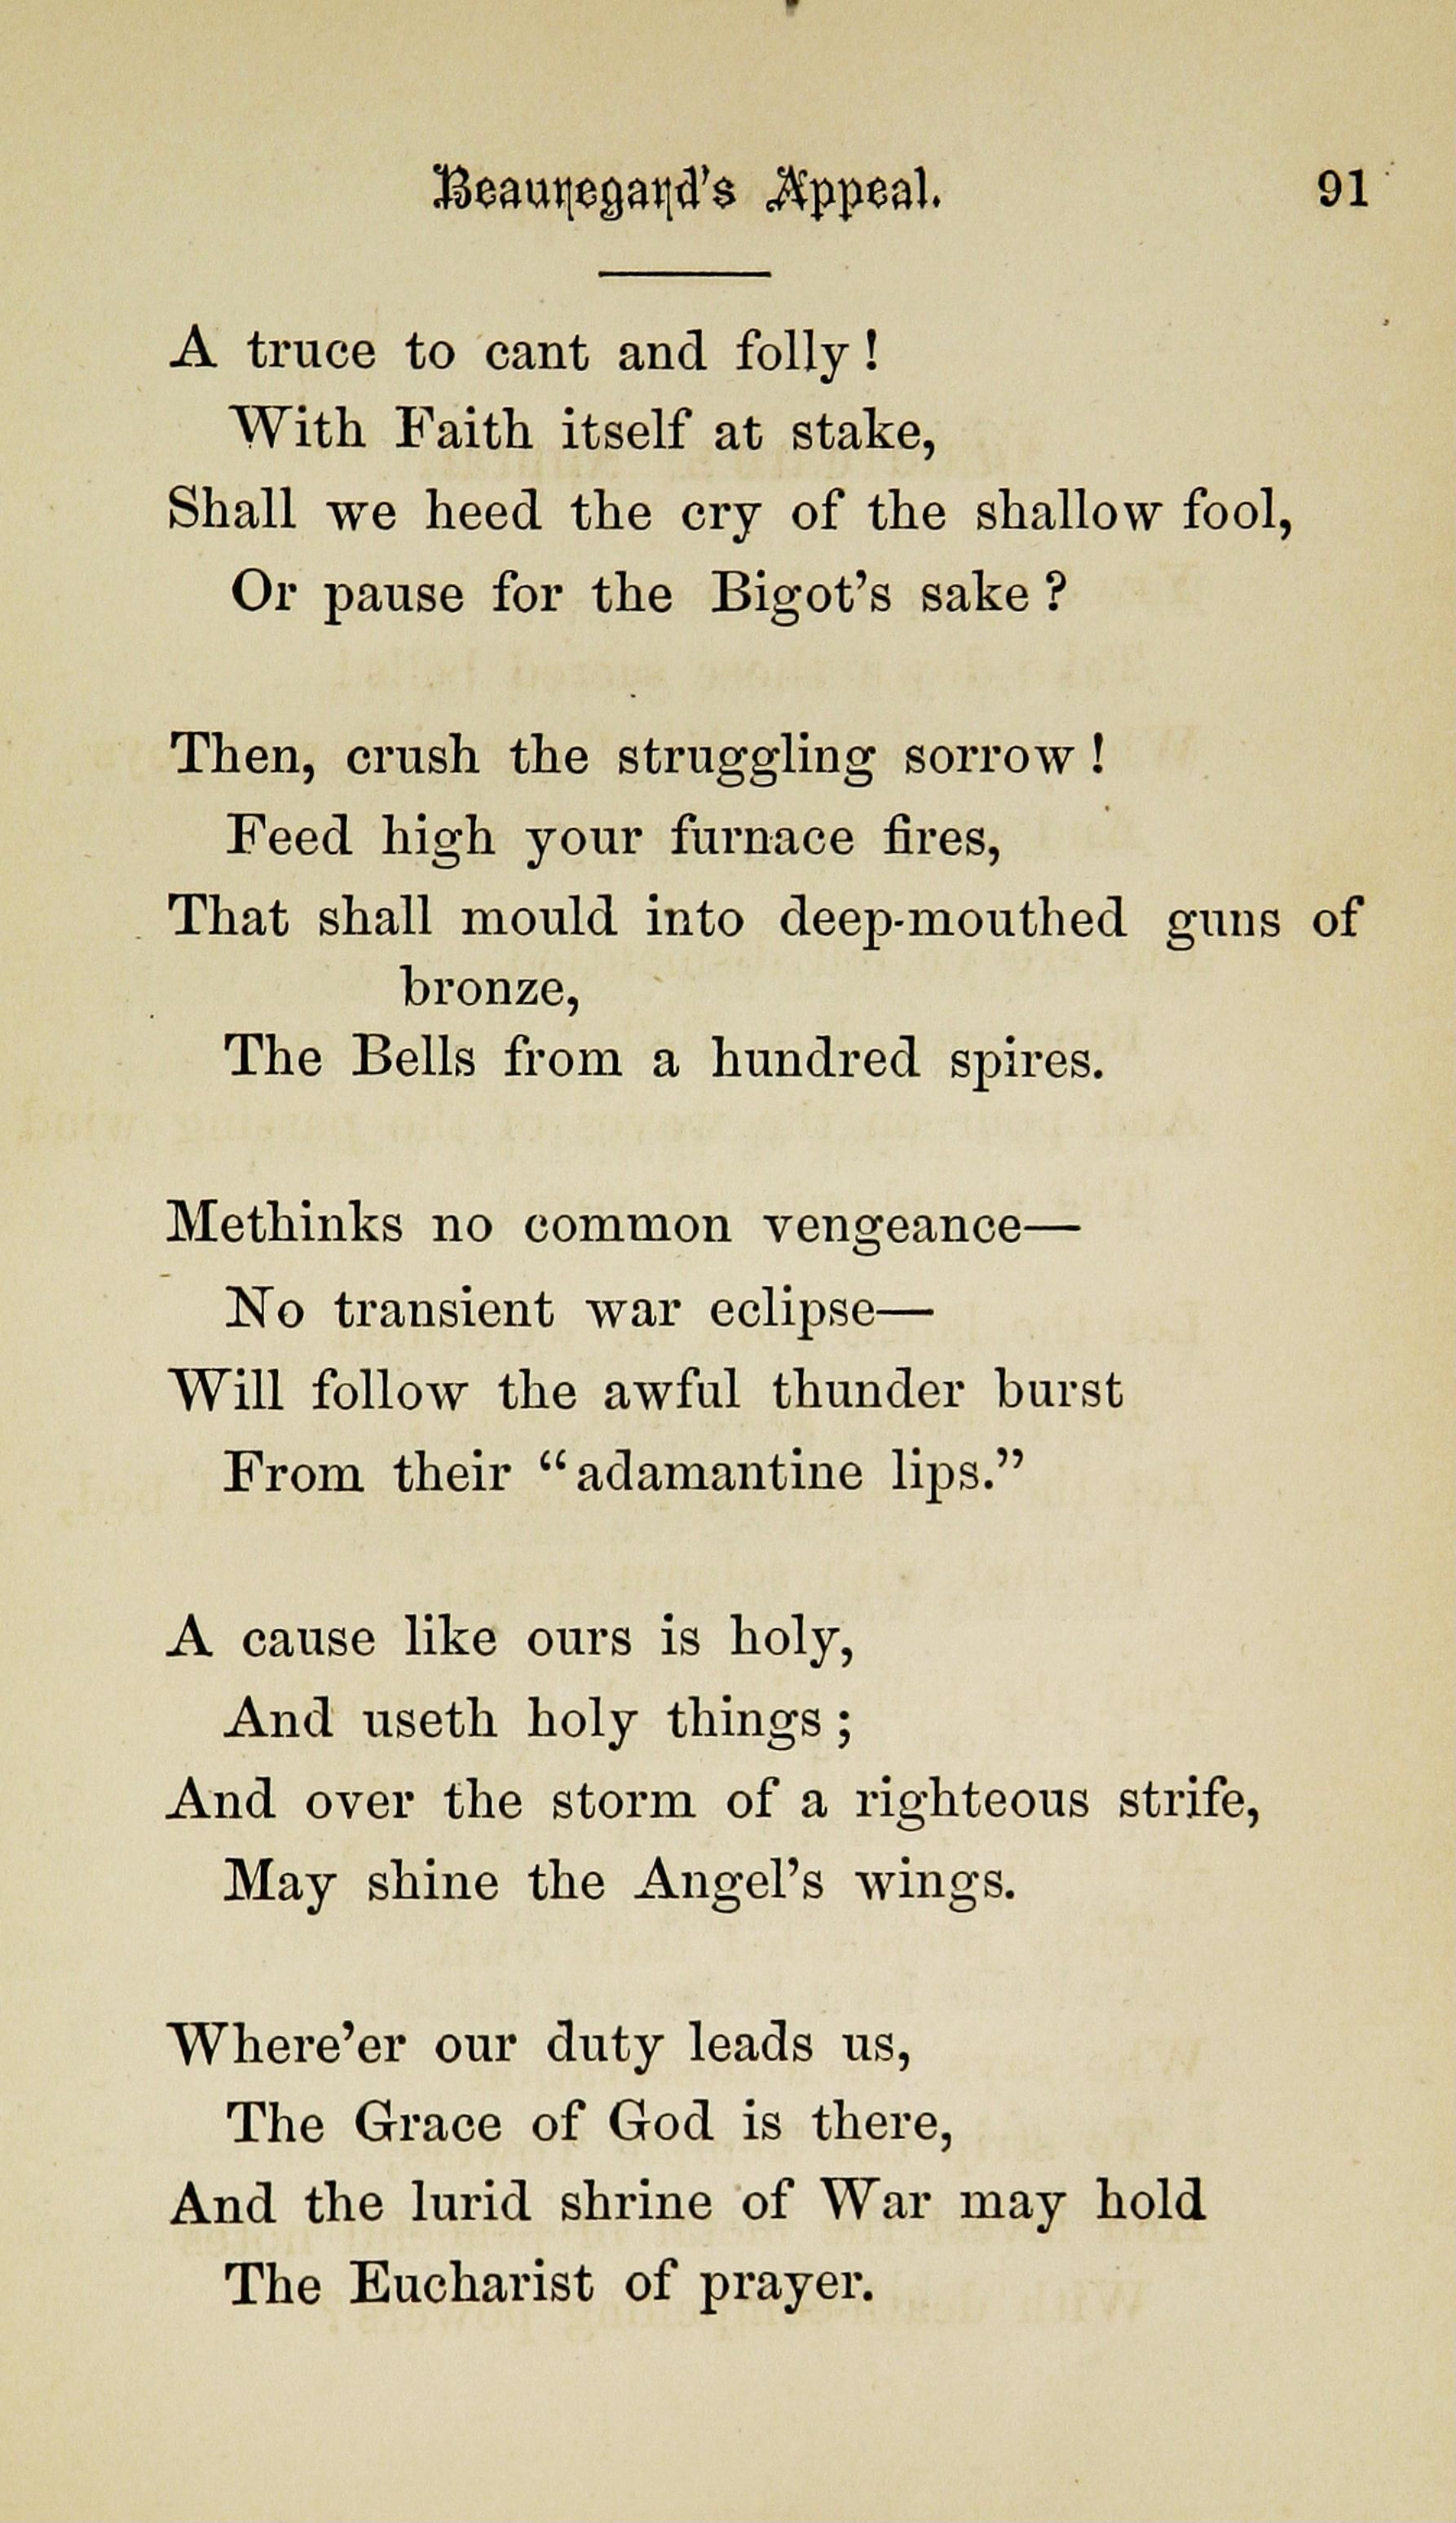 Beauregard's Appeal. 91
A truce to cant and folly!
With Faith itself at stake,
Shall we heed the cry of the shallow fool,
Or pause for the Bigot's sake?
Then, crush the struggling sorrow!
Feed high your furnace fires,
That shall mould into deep-mouthed guns of
bronze,
The Bells from a hundred spires.
Methinks no common vengeance—
No transient war eclipse—
Will follow the awful thunder burst
From their “adamantine lips.”
A cause like ours is holy,
And useth holy things;
And over the storm of a righteous strife,
May shine the Angel's wings.
Where'er our duty leads us,
The Grace of God is there,
And the lurid shrine of War may hold
The Eucharist of prayer.